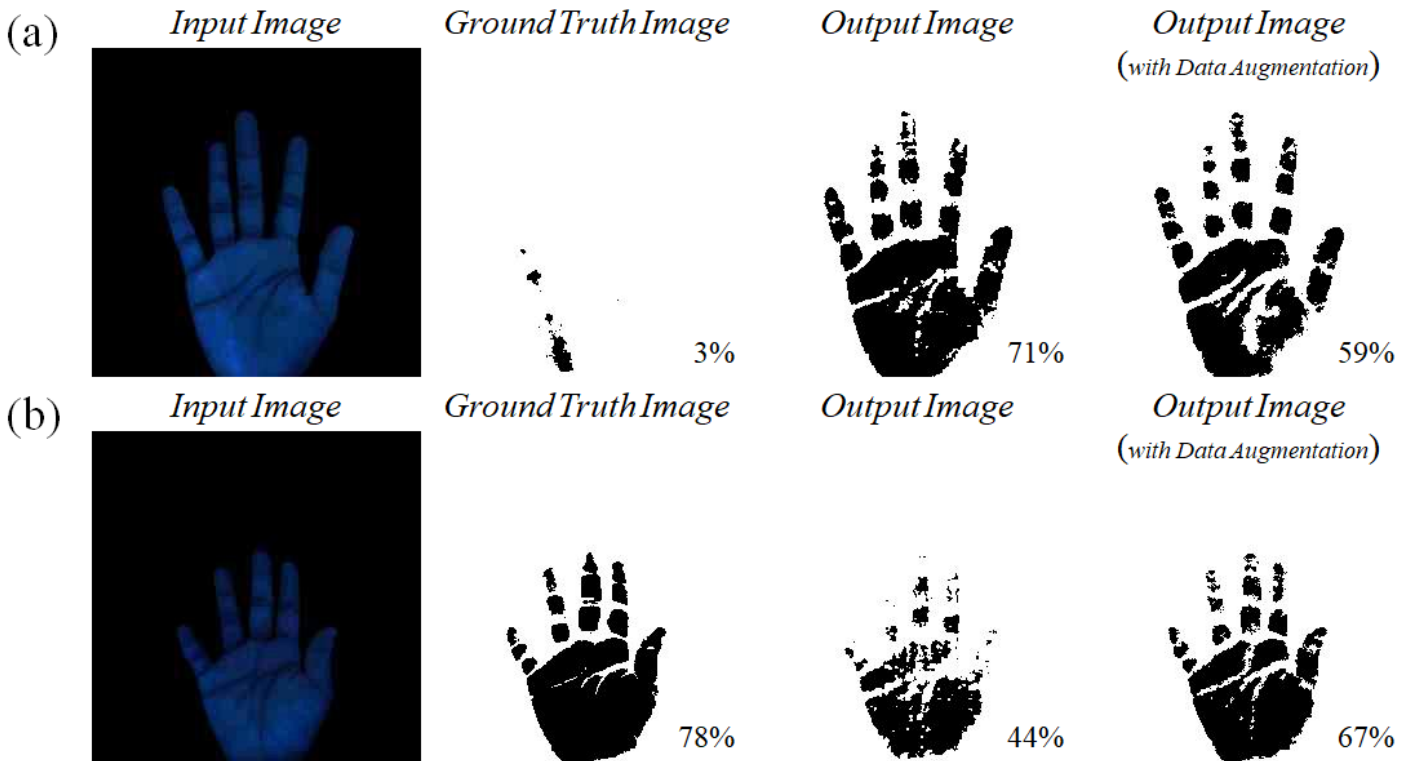 (a)
Input Image
Ground Truth Image
Output Image
Output Image
(with Data Augmentation)
3%
71%
59%
(b)
Input Image
Ground Truth Image
Output Image
Output Image
(with Data Augmentation)
78%
44%
67%